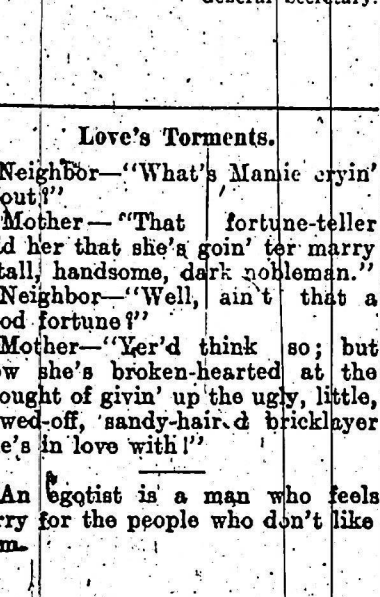 General Secretary.
Love's Torments.
Neighbor—"What's Mamie cryin'
out?"
Mother—"That fortune-teller
d her that she's goin' ter marry
tall, handsome, dark nobleman."
Neighbor—"Well, ain't that a
od fortune?"
Mother—"Yer'd think so; but
ow she's broken-hearted at the
ought of givin' up the ugly, little,
wed-off, sandy-haired bricklayer
e's in love with!"
An egotist is a man who feels
rry for the people who don't like
m.